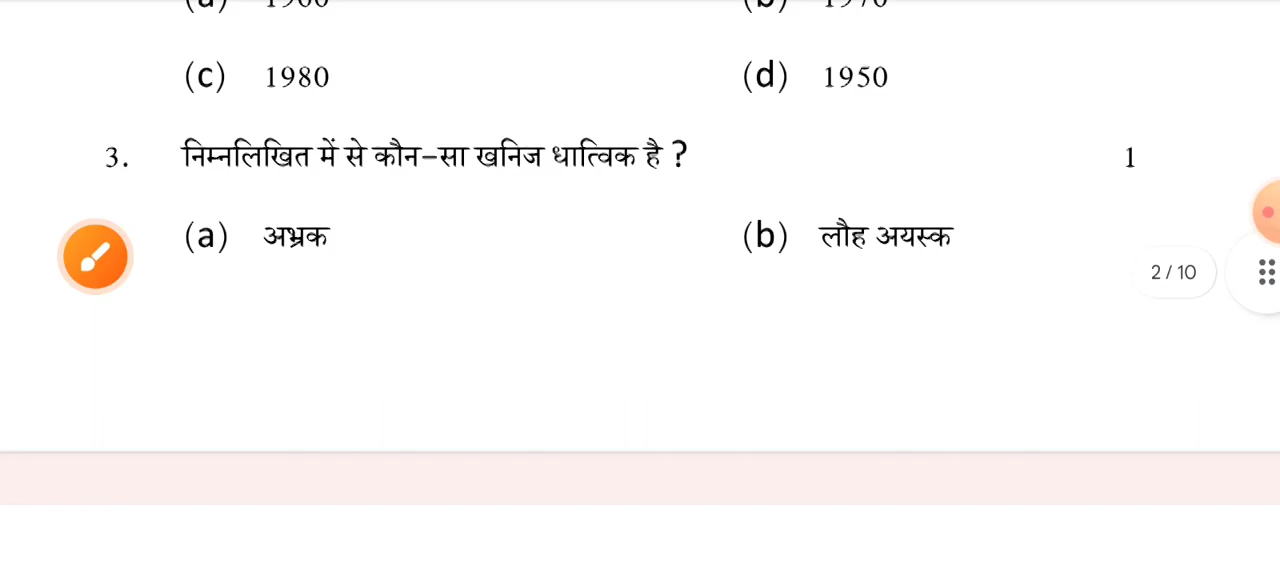 (c) 1980 (d) 1950
3. निम्नलिखित में से कौन-सा खनिज धात्विक है ? 1
(a) अभ्रक (b) लौह अयस्क
2 / 10